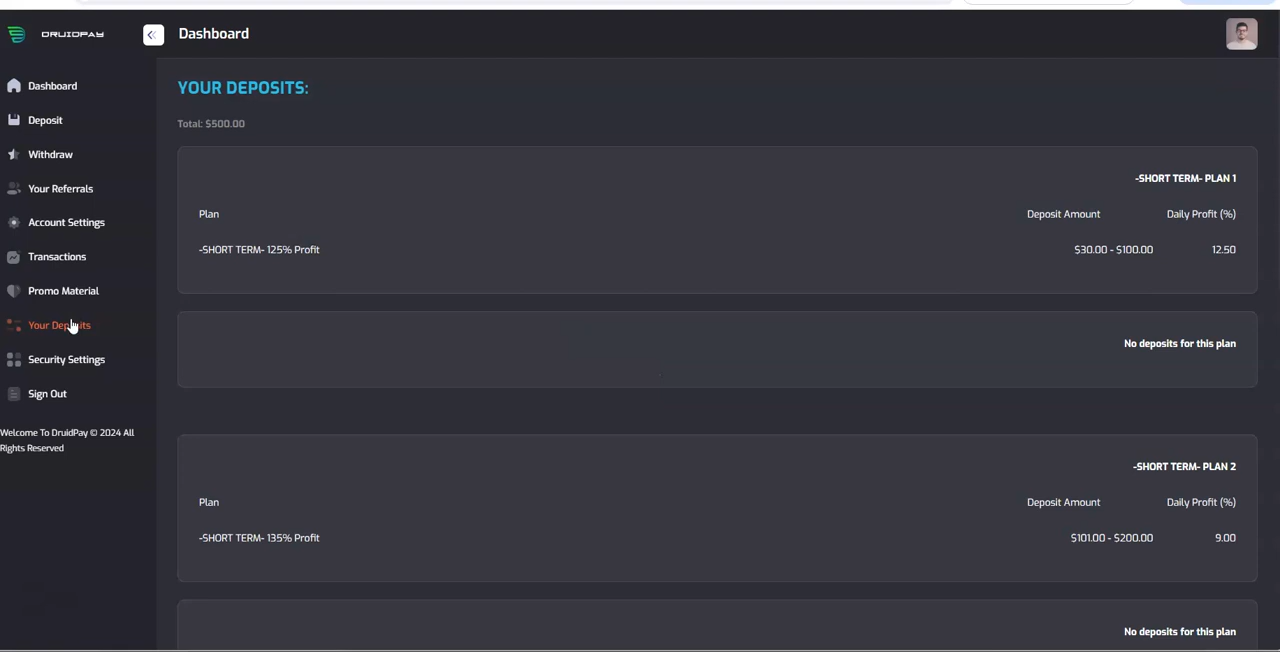 DRUIDPAY
Dashboard
Dashboard
Deposit
Withdraw
Your Referrals
Account Settings
Transactions
Promo Material
Your Deposits
Security Settings
Sign Out
Welcome To DruidPay © 2024 All
Rights Reserved
YOUR DEPOSITS:
Total: $500.00
-SHORT TERM- PLAN 1
Plan Deposit Amount Daily Profit (%)
-SHORT TERM- 125% Profit $30.00 - $100.00 12.50
No deposits for this plan
-SHORT TERM- PLAN 2
Plan Deposit Amount Daily Profit (%)
-SHORT TERM- 135% Profit $101.00 - $200.00 9.00
No deposits for this plan